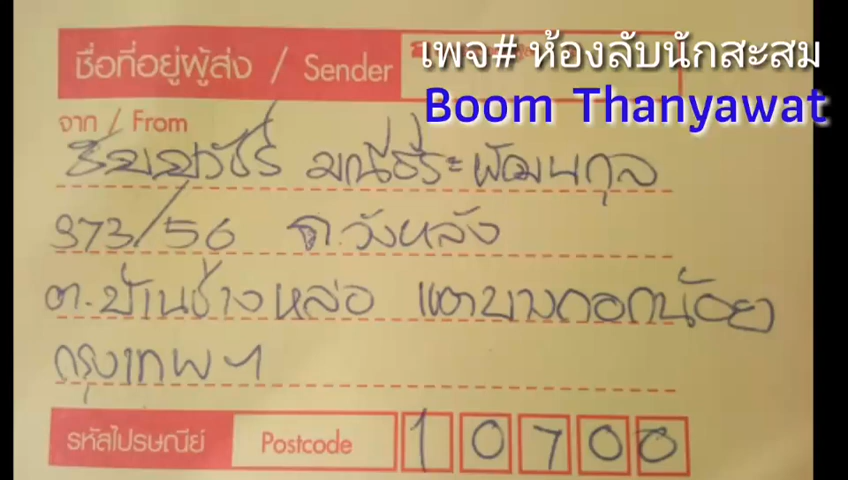 เพจ# ห้องลับนักสะสม
Boom Thanyawat
ชื่อที่อยู่ผู้ส่ง / Sender
จาก / From
มณีธีระพัฒนกุล
973/56 ถ.วังหลัง
ต.บ้านช่างหล่อ เขตบางกอกน้อย
กรุงเทพฯ
รหัสไปรษณีย์ Postcode 10700